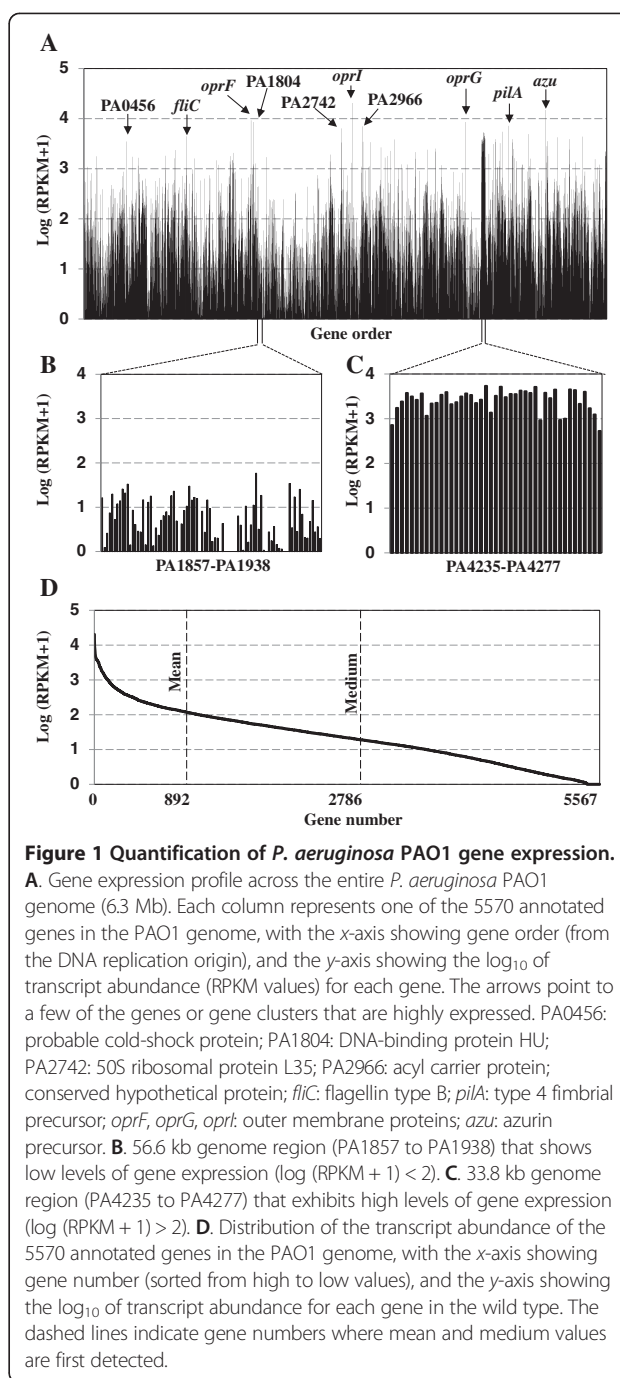 A
5
4
3
2
1
0
Log (RPKM+1)
PA0456
fliC
oprF
PA1804
PA2742
oprI
PA2966
oprG
pilA
azu
Gene order
B
4
3
2
1
0
Log (RPKM+1)
PA1857-PA1938
C
4
3
2
1
0
Log (RPKM+1)
PA4235-PA4277
D
5
4
3
2
1
0
Log (RPKM+1)
Mean
Medium
0 892 2786 5567
Gene number
Figure 1 Quantification of P. aeruginosa PAO1 gene expression.
A. Gene expression profile across the entire P. aeruginosa PAO1
genome (6.3 Mb). Each column represents one of the 5570 annotated
genes in the PAO1 genome, with the x-axis showing gene order (from
the DNA replication origin), and the y-axis showing the log10 of
transcript abundance (RPKM values) for each gene. The arrows point to
a few of the genes or gene clusters that are highly expressed. PA0456:
probable cold-shock protein; PA1804: DNA-binding protein HU;
PA2742: 50S ribosomal protein L35; PA2966: acyl carrier protein;
conserved hypothetical protein; fliC: flagellin type B; pilA: type 4 fimbrial
precursor; oprF, oprG, oprI: outer membrane proteins; azu: azurin
precursor. B. 56.6 kb genome region (PA1857 to PA1938) that shows
low levels of gene expression (log (RPKM + 1) < 2). C. 33.8 kb genome
region (PA4235 to PA4277) that exhibits high levels of gene expression
(log (RPKM + 1) > 2). D. Distribution of the transcript abundance of the
5570 annotated genes in the PAO1 genome, with the x-axis showing
gene number (sorted from high to low values), and the y-axis showing
the log10 of transcript abundance for each gene in the wild type. The
dashed lines indicate gene numbers where mean and medium values
are first detected.